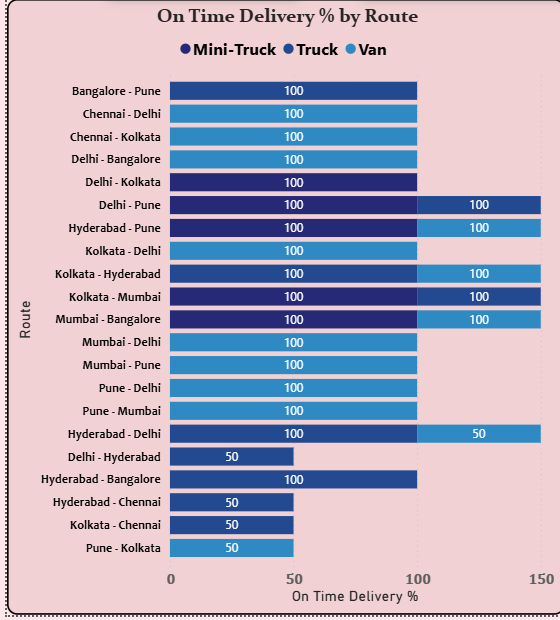 On Time Delivery % by Route
Mini-Truck Truck Van
Bangalore - Pune 100
Chennai - Delhi 100
Chennai - Kolkata 100
Delhi - Bangalore 100
Delhi - Kolkata 100
Delhi - Pune 100 100
Hyderabad - Pune 100 100
Kolkata - Delhi 100
Kolkata - Hyderabad 100 100
Kolkata - Mumbai 100 100
Mumbai - Bangalore 100 100
Mumbai - Delhi 100
Mumbai - Pune 100
Pune - Delhi 100
Pune - Mumbai 100
Hyderabad - Delhi 100 50
Delhi - Hyderabad 50
Hyderabad - Bangalore 100
Hyderabad - Chennai 50
Kolkata - Chennai 50
Pune - Kolkata 50
Route
0 50 100 150
On Time Delivery %